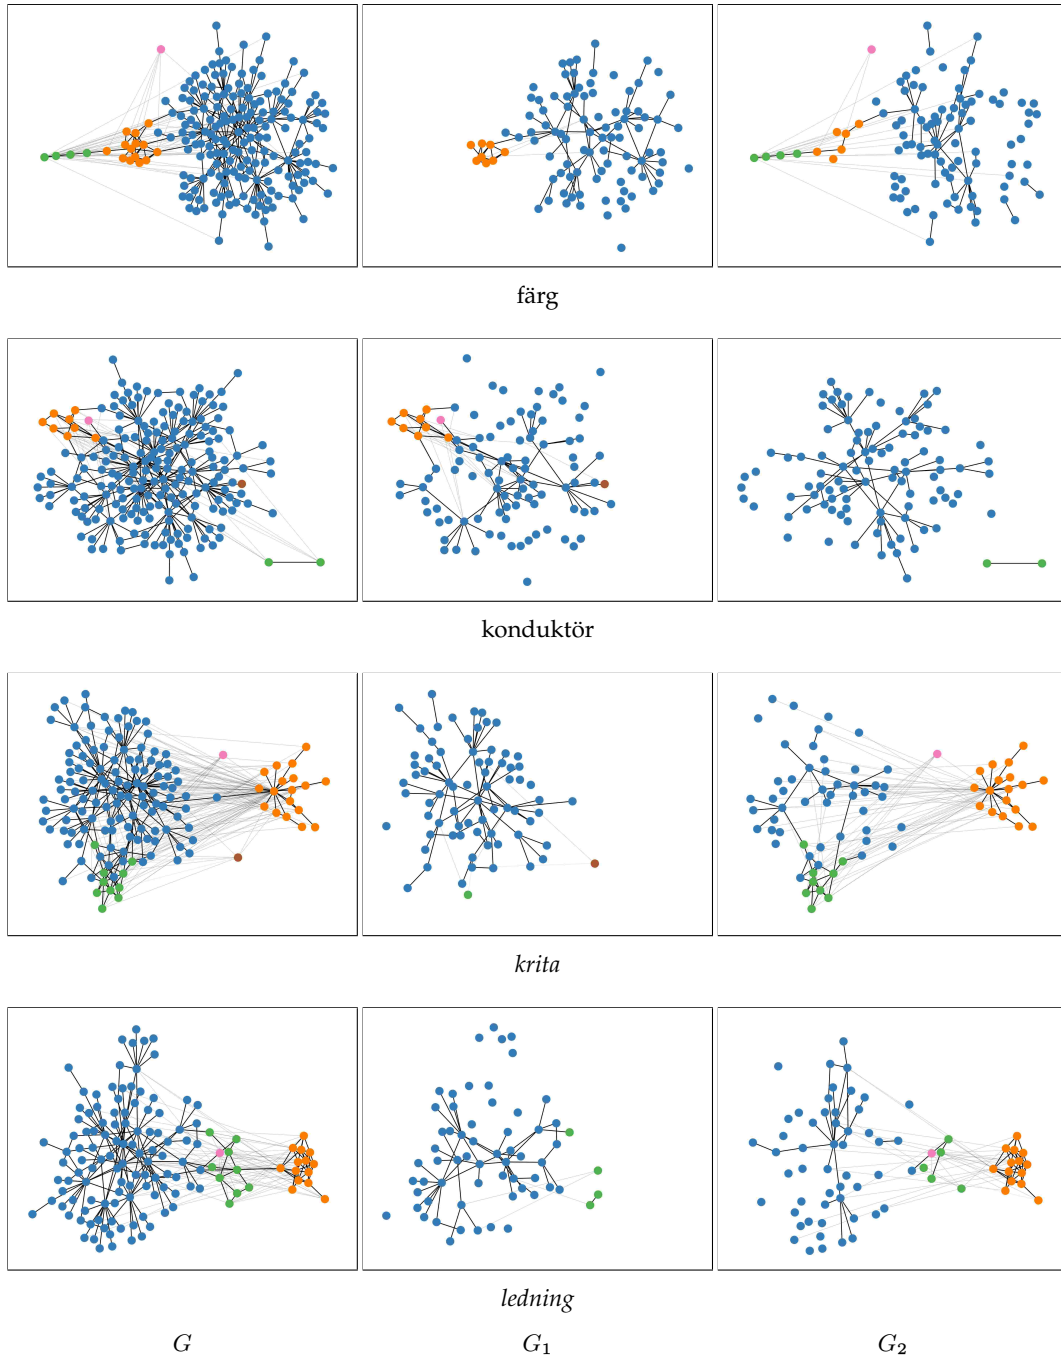 färg
konduktör
krita
ledning
G G₁ G₂